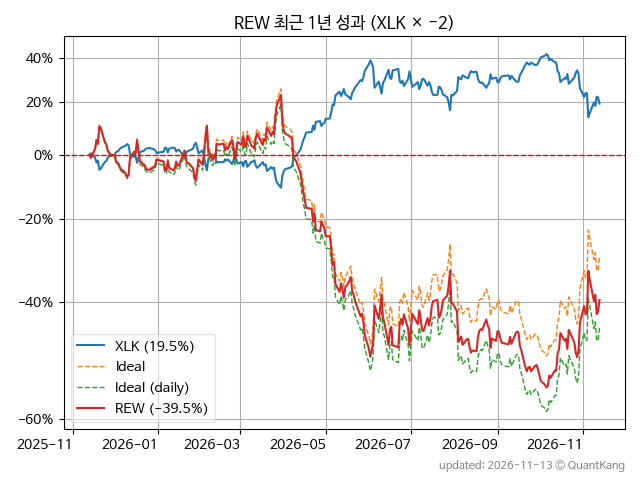 REW 최근 1년 성과 (XLK × −2)
40%
20%
0%
−20%
−40%
−60%
XLK (19.5%)
Ideal
Ideal (daily)
REW (−39.5%)
2025−11
2026−01
2026−03
2026−05
2026−07
2026−09
2026−11
updated: 2026−11−13 © QuantKang